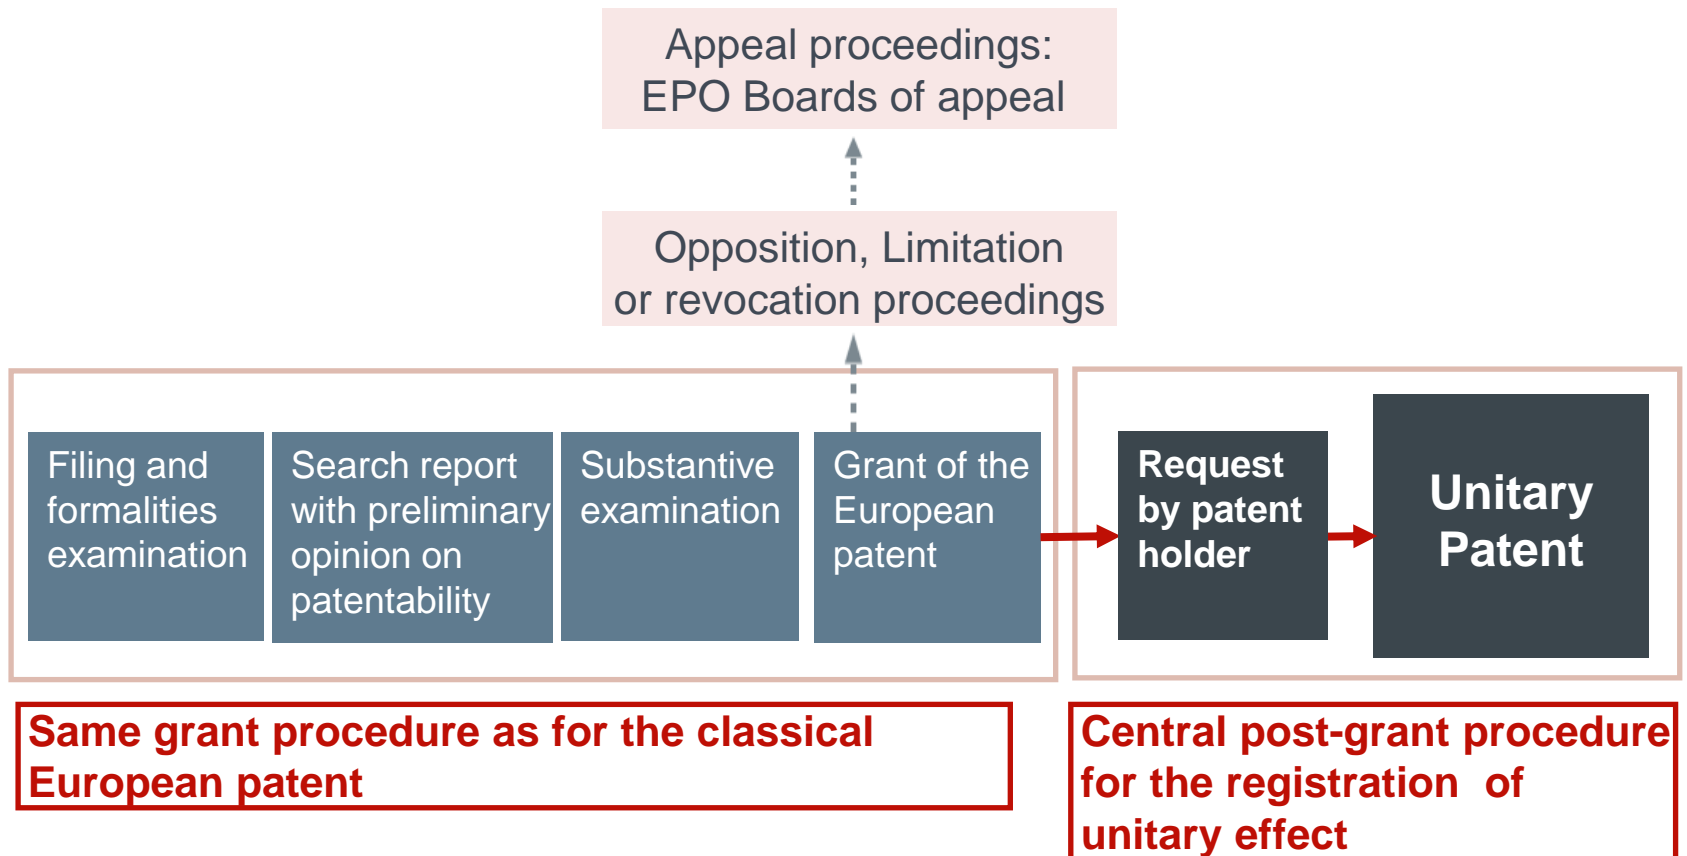 Appeal proceedings:
EPO Boards of appeal
Opposition, Limitation
or revocation proceedings
Filing and
formalities
examination
Search report
with preliminary
opinion on
patentability
Substantive
examination
Grant of the
European
patent
Request
by patent
holder
Unitary
Patent
Same grant procedure as for the classical
European patent
Central post-grant procedure
for the registration of
unitary effect